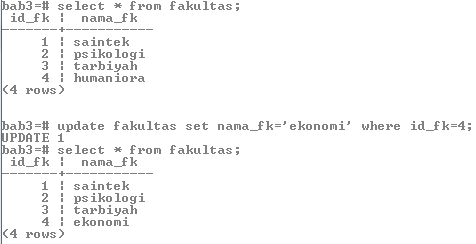 bab3=# select * from fakultas;
 id_fk ¦  nama_fk
-------+-----------
     1 ¦ saintek
     2 ¦ psikologi
     3 ¦ tarbiyah
     4 ¦ humaniora
(4 rows)
bab3=# update fakultas set nama_fk='ekonomi' where id_fk=4;
UPDATE 1
bab3=# select * from fakultas;
 id_fk ¦  nama_fk
-------+-----------
     1 ¦ saintek
     2 ¦ psikologi
     3 ¦ tarbiyah
     4 ¦ ekonomi
(4 rows)